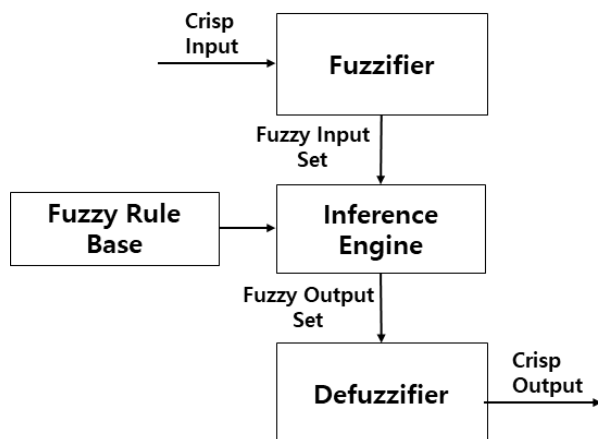 Crisp
Input
Fuzzifier
Fuzzy Input
Set
Fuzzy Rule
Base
Inference
Engine
Fuzzy Output
Set
Defuzzifier
Crisp
Output